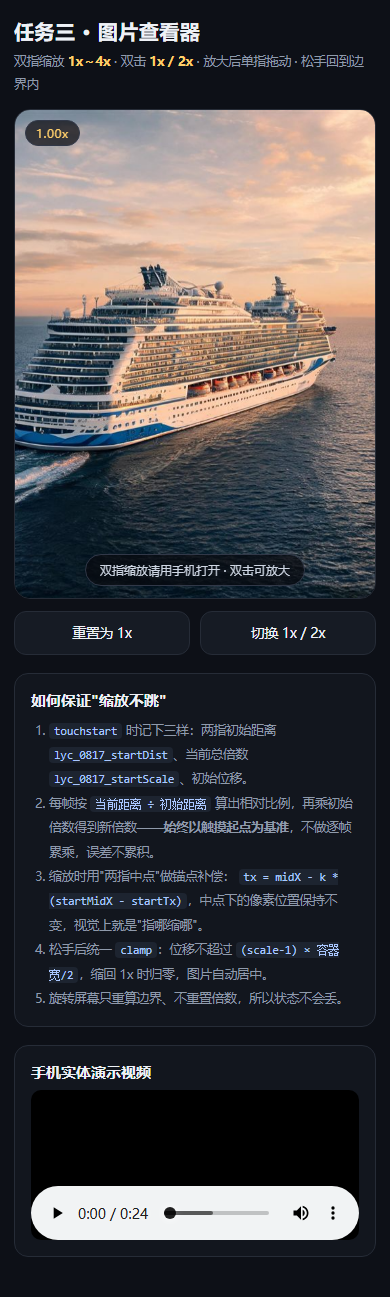 任务三 · 图片查看器
双指缩放 1x~4x · 双击 1x / 2x · 放大后单指拖动 · 松手回到边
界内
1.00x
双指缩放请用手机打开 · 双击可放大
重置为 1x
切换 1x / 2x
如何保证"缩放不跳"
1. touchstart 时记下三样：两指初始距离
lyc_0817_startDist、当前总倍数
lyc_0817_startScale、初始位移。
2. 每帧按 当前距离 ÷ 初始距离 算出相对比例，再乘初始
倍数得到新倍数——始终以触摸起点为基准，不做逐帧
累乘，误差不累积。
3. 缩放时用"两指中点"做锚点补偿： tx = midX - k *
(startMidX - startTx)，中点下的像素位置保持不
变，视觉上就是"指哪缩哪"。
4. 松手后统一 clamp：位移不超过 (scale-1) × 容器
宽/2，缩回 1x 时归零，图片自动居中。
5. 旋转屏幕只重算边界、不重置倍数，所以状态不会丢。
手机实体演示视频
0:00 / 0:24